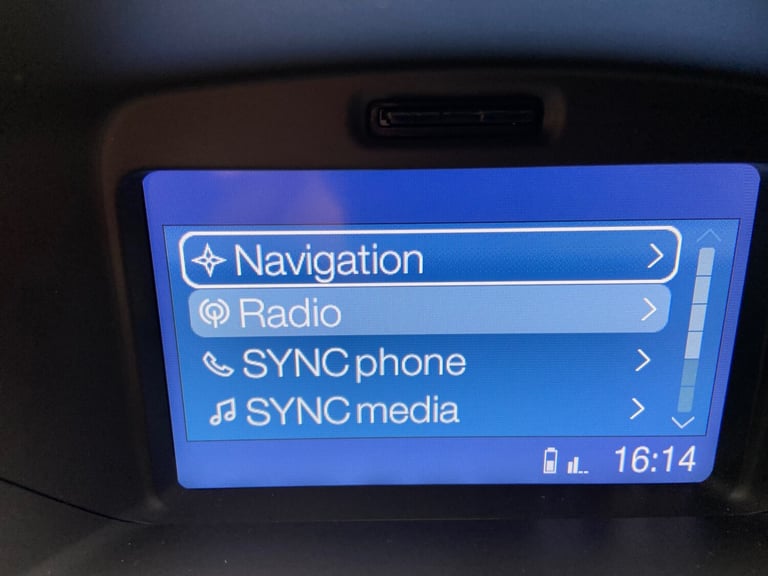 Navigation
Radio
SYNC phone
SYNC media
16:14